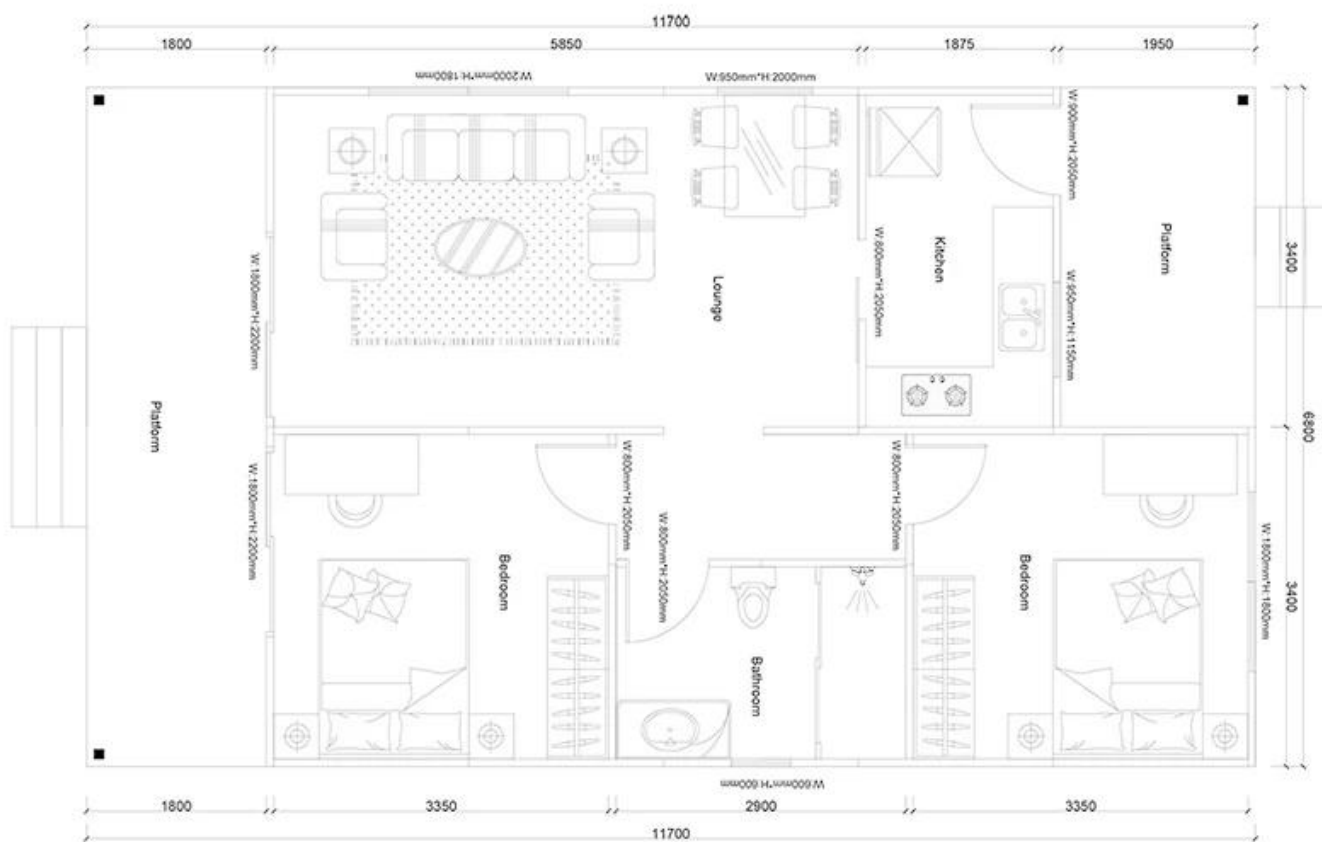 11700
1800
5850
1875
1950
W:2000mm*H:1800mm
W:950mm*H:2000mm
W:900mm*H:2050mm
W:1800mm*H:2200mm
Lounge
W:800mm*H:2050mm
Kitchen
W:950mm*H:1150mm
Platform
3400
6800
Platform
W:1800mm*H:2200mm
Bedroom
W:800mm*H:2050mm
W:800mm*H:2050mm
Bathroom
W:800mm*H:2050mm
Bedroom
W:1800mm*H:1800mm
3400
W:600mm*H:600mm
1800
3350
2900
3350
11700